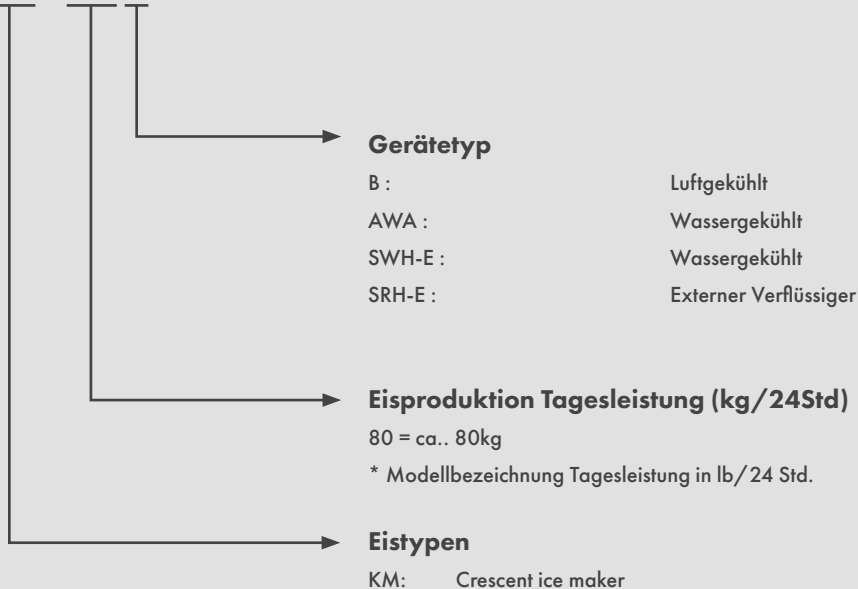 Gerätetyp
B : Luftgekühlt
AWA : Wassergekühlt
SWH-E : Wassergekühlt
SRH-E : Externer Verflüssiger
Eisproduktion Tagesleistung (kg/24Std)
80 = ca.. 80kg
* Modellbezeichnung Tagesleistung in lb/24 Std.
Eistypen
KM: Crescent ice maker